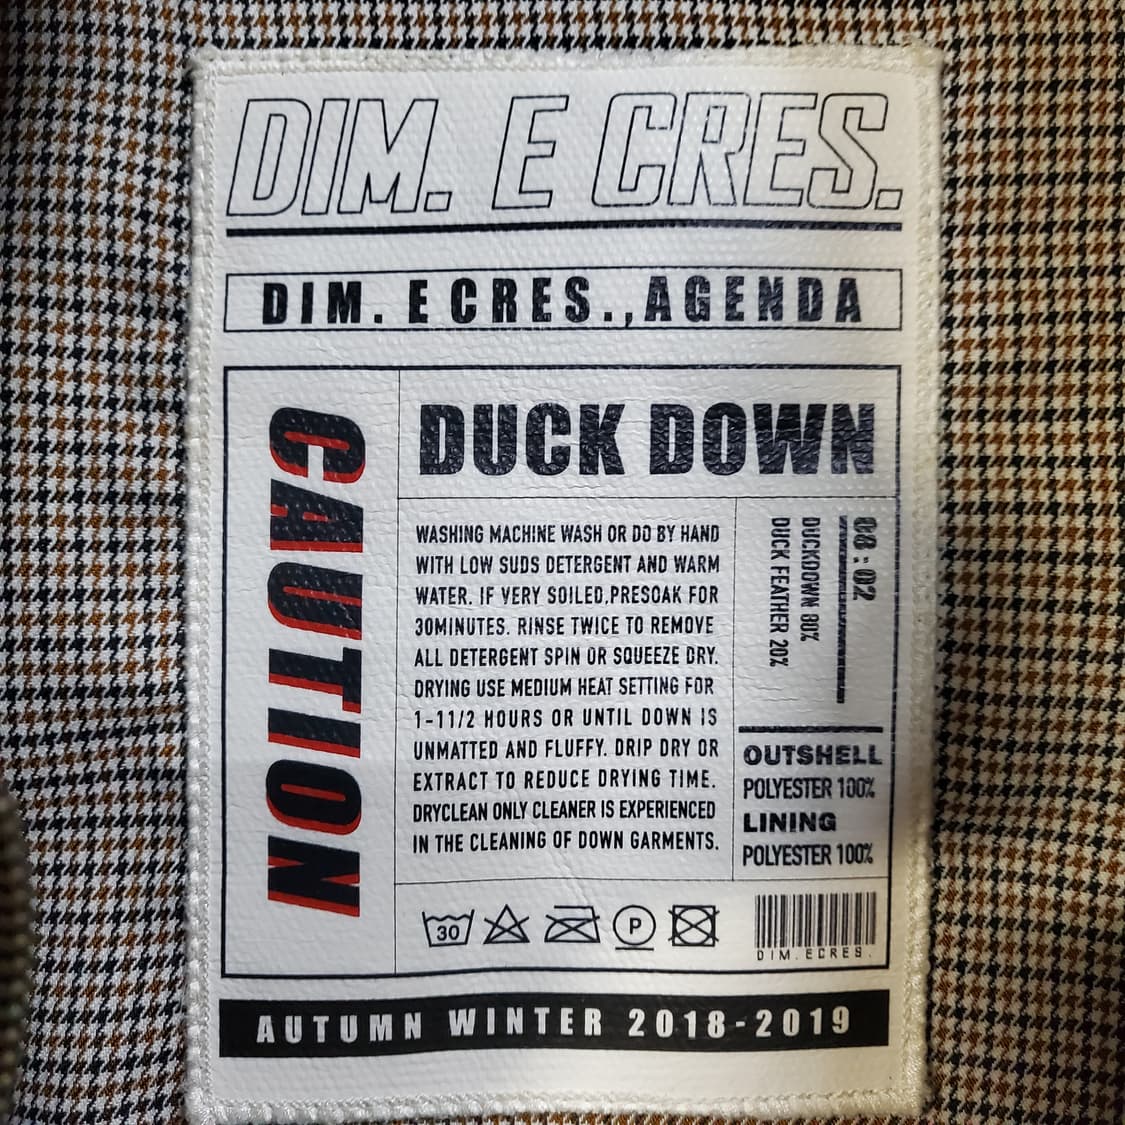 DIM. E CRES.
DIM. E CRES.,AGENDA
CAUTION
DUCK DOWN
WASHING MACHINE WASH OR DO BY HAND
WITH LOW SUDS DETERGENT AND WARM
WATER. IF VERY SOILED,PRESOAK FOR
30MINUTES. RINSE TWICE TO REMOVE
ALL DETERGENT SPIN OR SQUEEZE DRY.
DRYING USE MEDIUM HEAT SETTING FOR
1-11/2 HOURS OR UNTIL DOWN IS
UNMATTED AND FLUFFY. DRIP DRY OR
EXTRACT TO REDUCE DRYING TIME.
DRYCLEAN ONLY CLEANER IS EXPERIENCED
IN THE CLEANING OF DOWN GARMENTS.
08:02
DUCKDOWN 80%
DUCK FEATHER 20%
OUTSHELL
POLYESTER 100%
LINING
POLYESTER 100%
30
P
DIM.ECRES.
AUTUMN WINTER 2018-2019